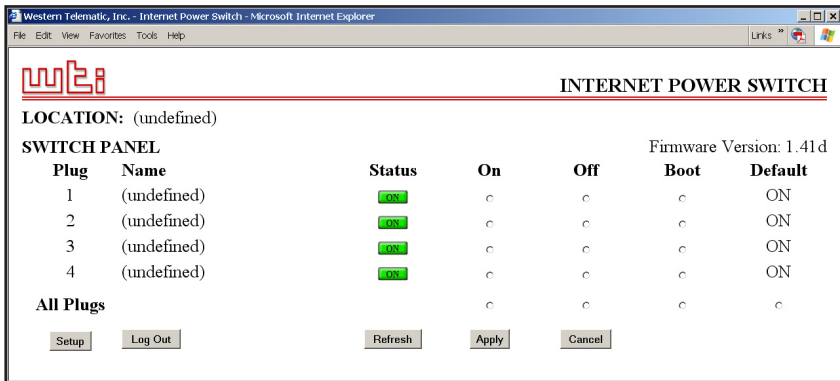 Western Telematic, Inc. - Internet Power Switch - Microsoft Internet Explorer
File Edit View Favorites Tools Help Links »
wti INTERNET POWER SWITCH
LOCATION: (undefined)
SWITCH PANEL Firmware Version: 1.41d
Plug Name Status On Off Boot Default
1 (undefined) ON ON
2 (undefined) ON ON
3 (undefined) ON ON
4 (undefined) ON ON
All Plugs
Setup Log Out Refresh Apply Cancel